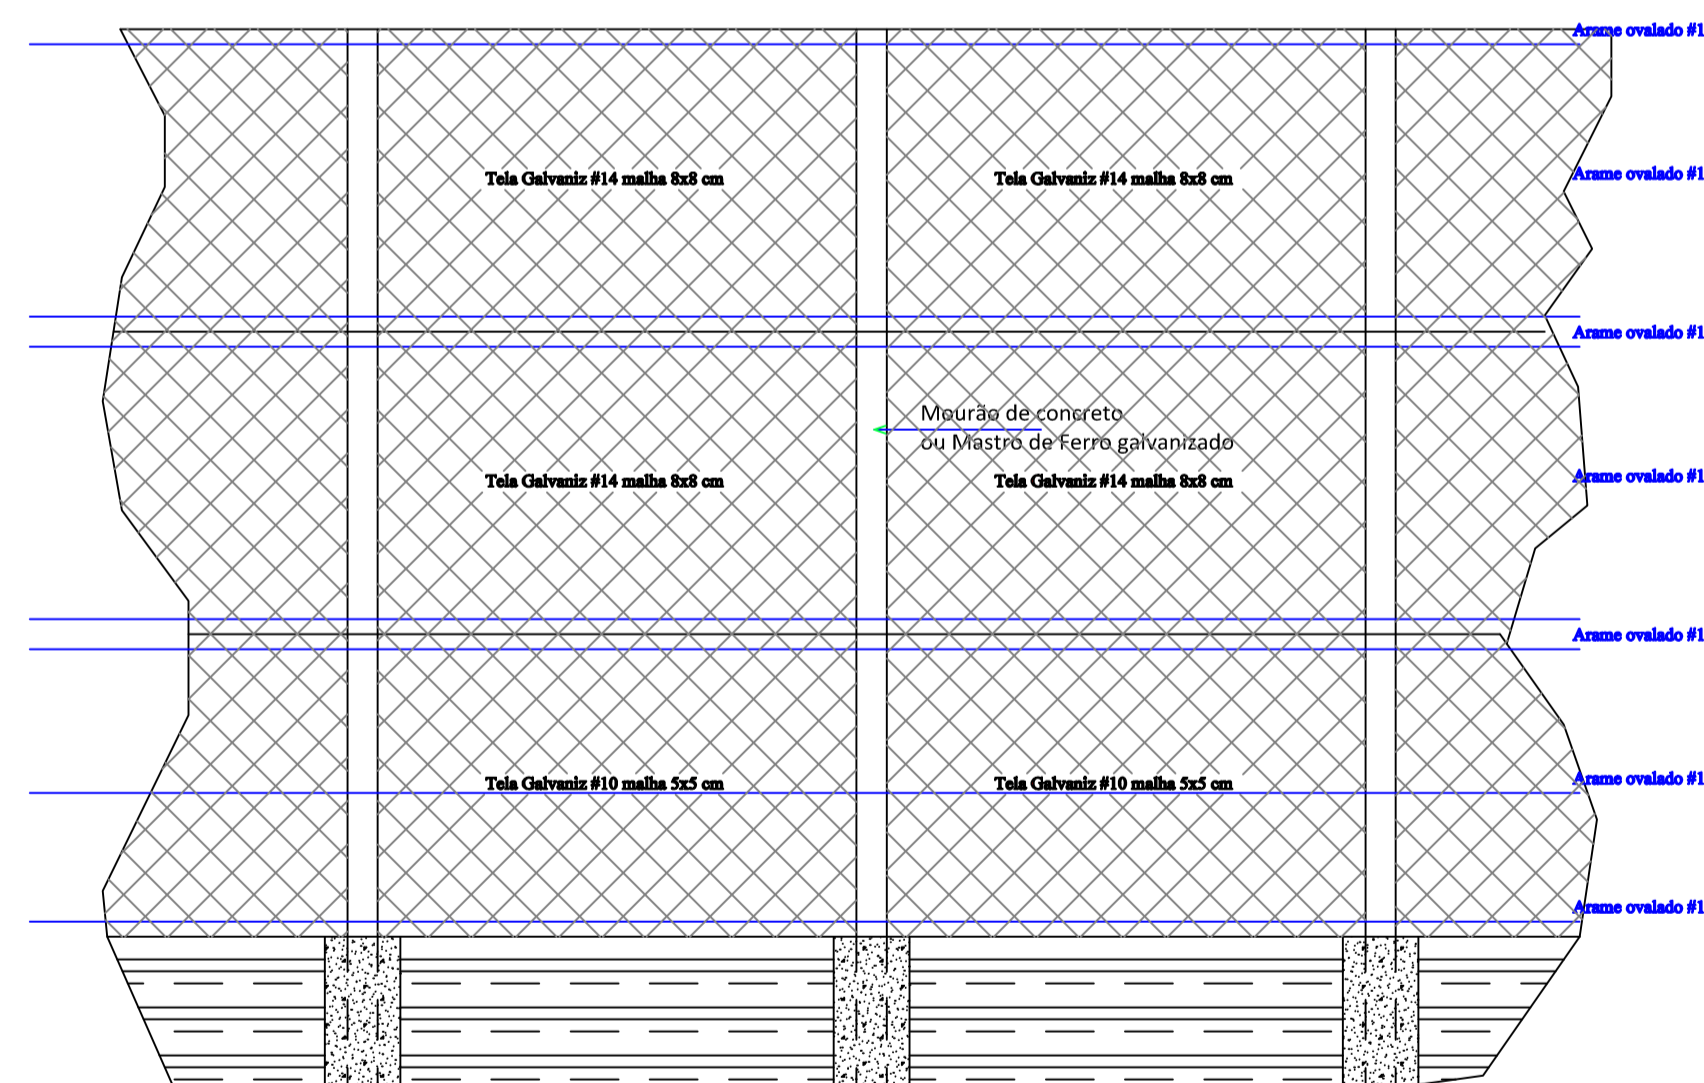 Arame ovalado #1
Tela Galvaniz #14 malha 8x8 cm
Tela Galvaniz #14 malha 8x8 cm
Arame ovalado #1
Arame ovalado #1
Mourão de concreto
ou Mastro de Ferro galvanizado
Tela Galvaniz #14 malha 8x8 cm
Tela Galvaniz #14 malha 8x8 cm
Arame ovalado #1
Arame ovalado #1
Tela Galvaniz #10 malha 5x5 cm
Tela Galvaniz #10 malha 5x5 cm
Arame ovalado #1
Arame ovalado #1